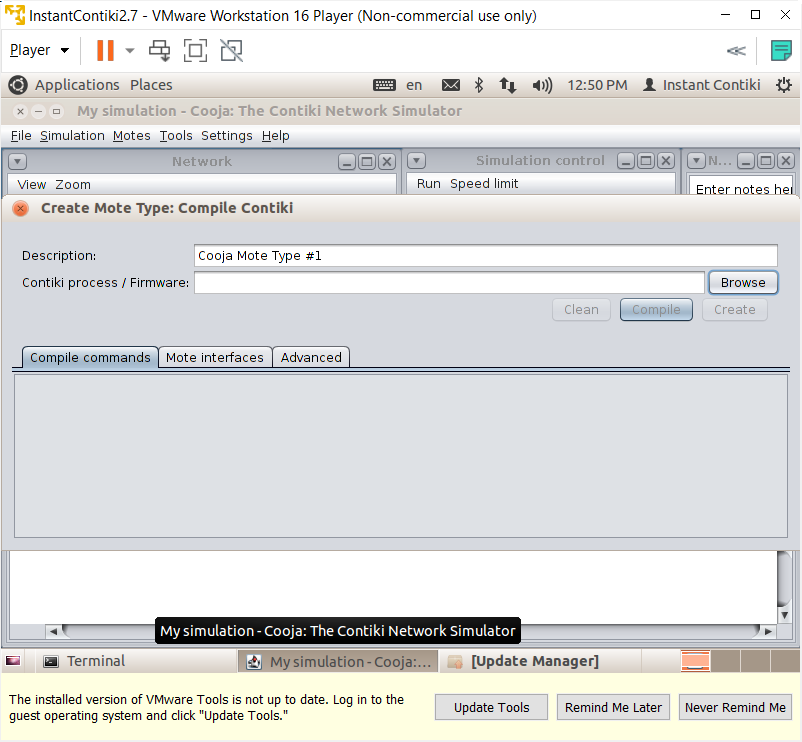 InstantContiki2.7 - VMware Workstation 16 Player (Non-commercial use only)
Player
Applications Places en 12:50 PM Instant Contiki
My simulation - Cooja: The Contiki Network Simulator
File Simulation Motes Tools Settings Help
Network Simulation control N...
View Zoom Run Speed limit Enter notes her
Create Mote Type: Compile Contiki
Description: Cooja Mote Type #1
Contiki process / Firmware: Browse
Clean Compile Create
Compile commands Mote interfaces Advanced
My simulation - Cooja: The Contiki Network Simulator
Terminal My simulation - Cooja:... [Update Manager]
The installed version of VMware Tools is not up to date. Log in to the
guest operating system and click "Update Tools."
Update Tools Remind Me Later Never Remind Me